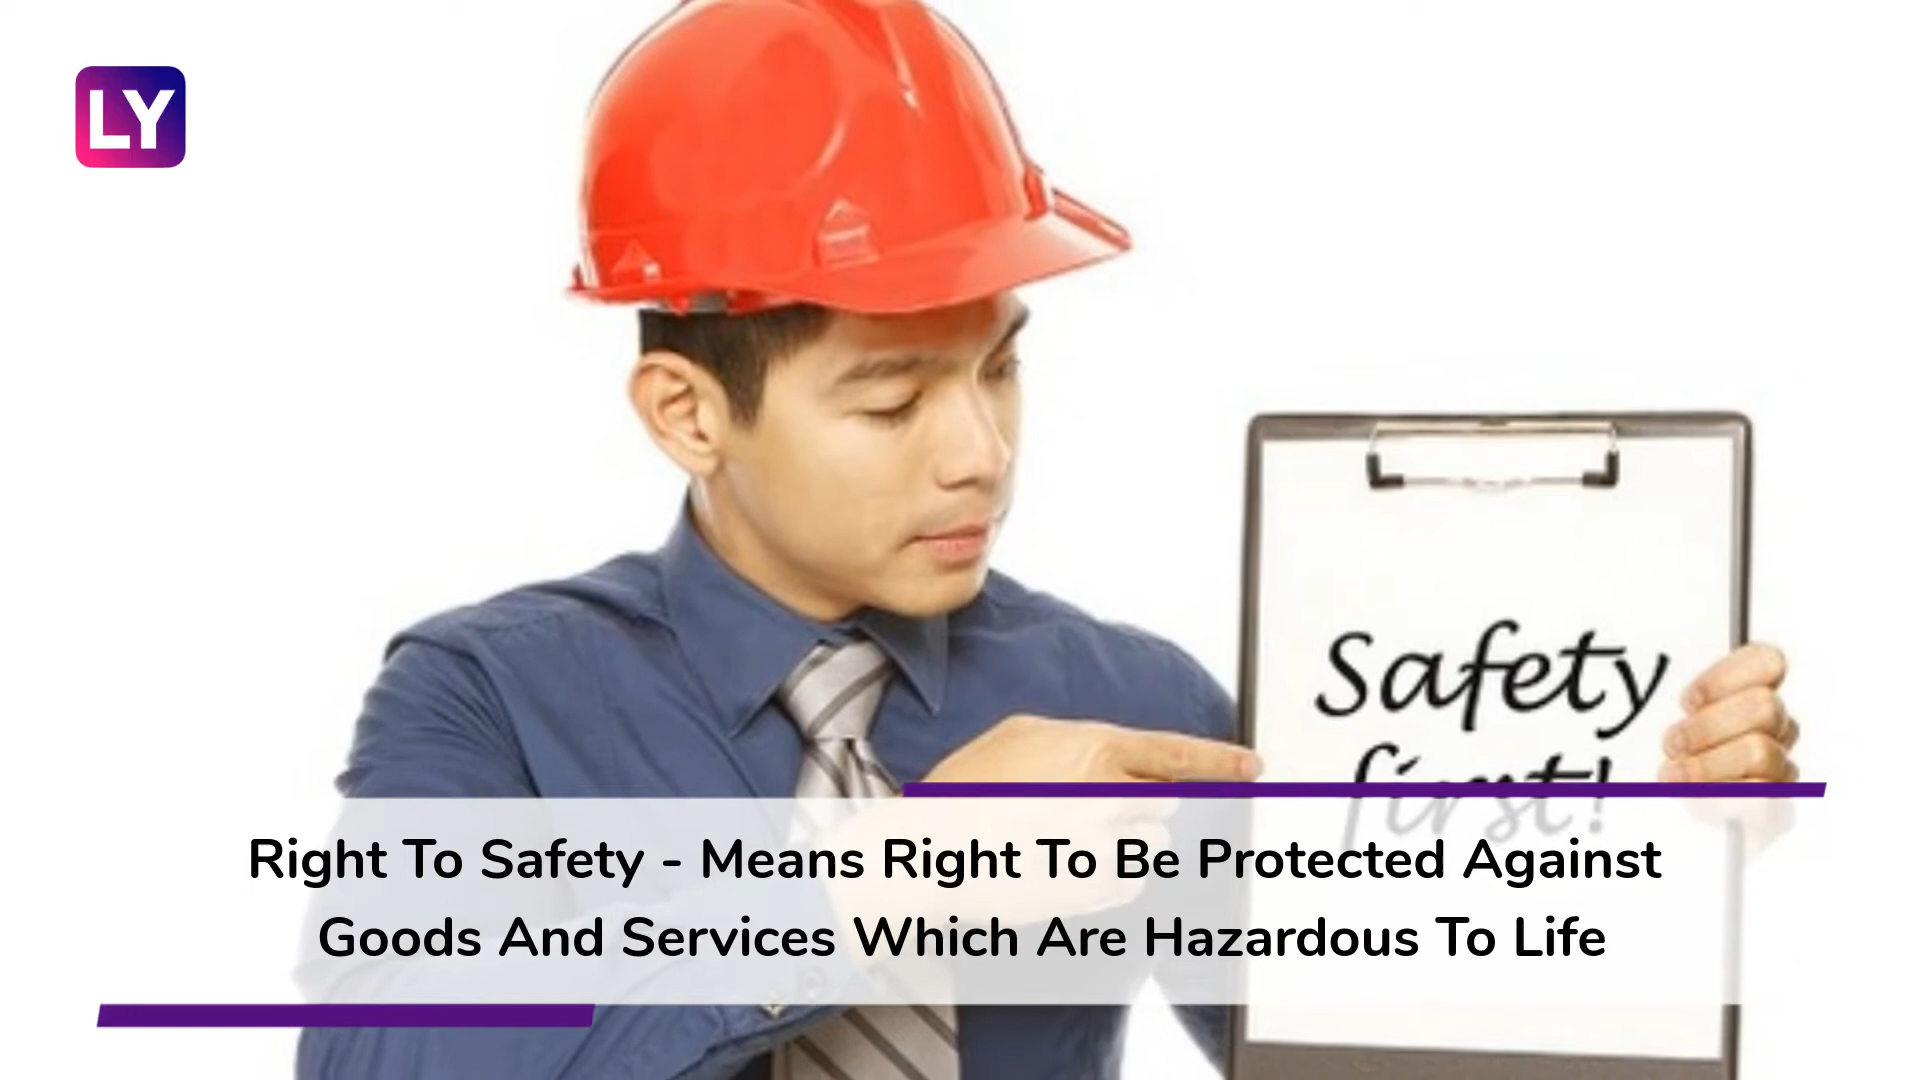 LY
Safety
first!
Right To Safety - Means Right To Be Protected Against
Goods And Services Which Are Hazardous To Life